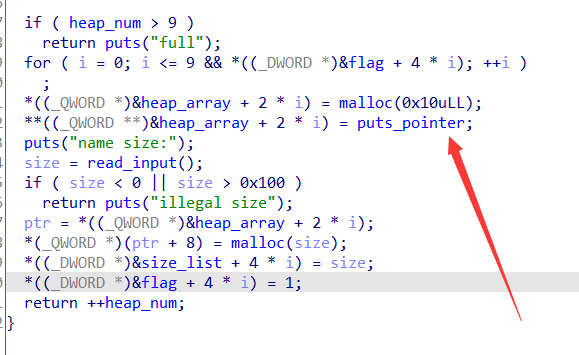 if ( heap_num > 9 )
return puts("full");
for ( i = 0; i <= 9 && *((_DWORD *)&flag + 4 * i); ++i )
;
*((_QWORD *)&heap_array + 2 * i) = malloc(0x10uLL);
**((_QWORD **)&heap_array + 2 * i) = puts_pointer;
puts("name size:");
size = read_input();
if ( size < 0 || size > 0x100 )
return puts("illegal size");
ptr = *((_QWORD *)&heap_array + 2 * i);
*(_QWORD *)(ptr + 8) = malloc(size);
*((_DWORD *)&size_list + 4 * i) = size;
*((_DWORD *)&flag + 4 * i) = 1;
return ++heap_num;
}